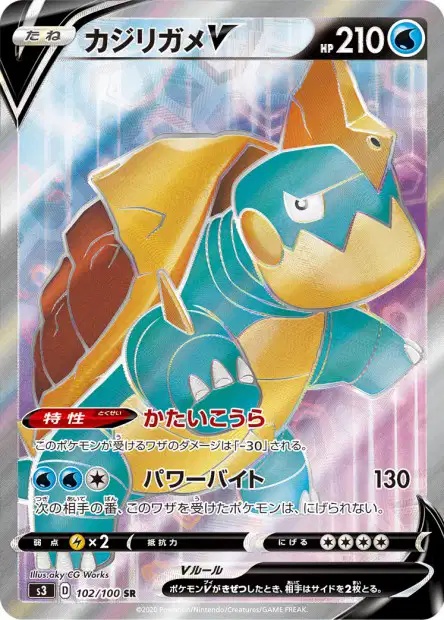 たね カジリガメV HP 210
特性 とくせい かたいこうら
このポケモンが受けるワザのダメージは「-30」される。
パワーバイト 130
次の相手の番、このワザを受けたポケモンは、にげられない。
弱点 ×2 抵抗力 にげる
Illus. aky CG Works
Vルール
s3 D 102/100 SR
ポケモンVがきぜつしたとき、相手はサイドを2枚とる。
©2020 Pokémon/Nintendo/Creatures/GAME FREAK.